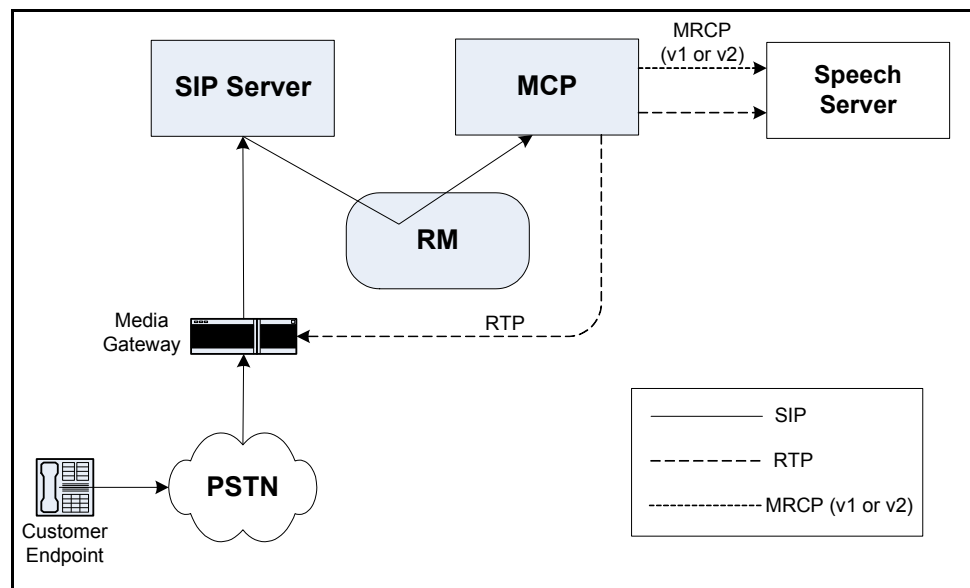 MRCP
(v1 or v2)
SIP Server
MCP
Speech
Server
RM
Media
Gateway
RTP
SIP
RTP
PSTN
MRCP (v1 or v2)
Customer
Endpoint